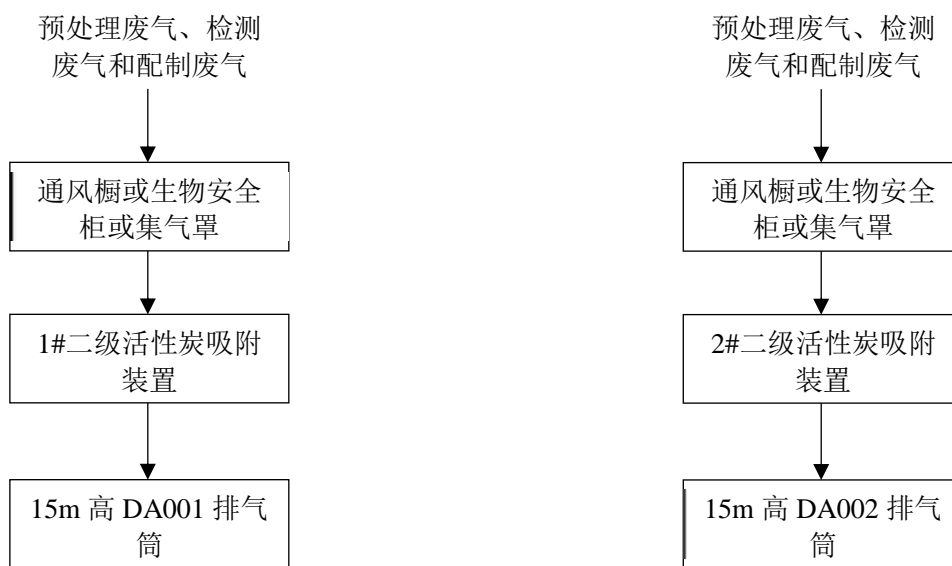 预处理废气、检测
废气和配制废气
通风橱或生物安全
柜或集气罩
1#二级活性炭吸附
装置
15m 高 DA001 排气
筒
预处理废气、检测
废气和配制废气
通风橱或生物安全
柜或集气罩
2#二级活性炭吸附
装置
15m 高 DA002 排气
筒